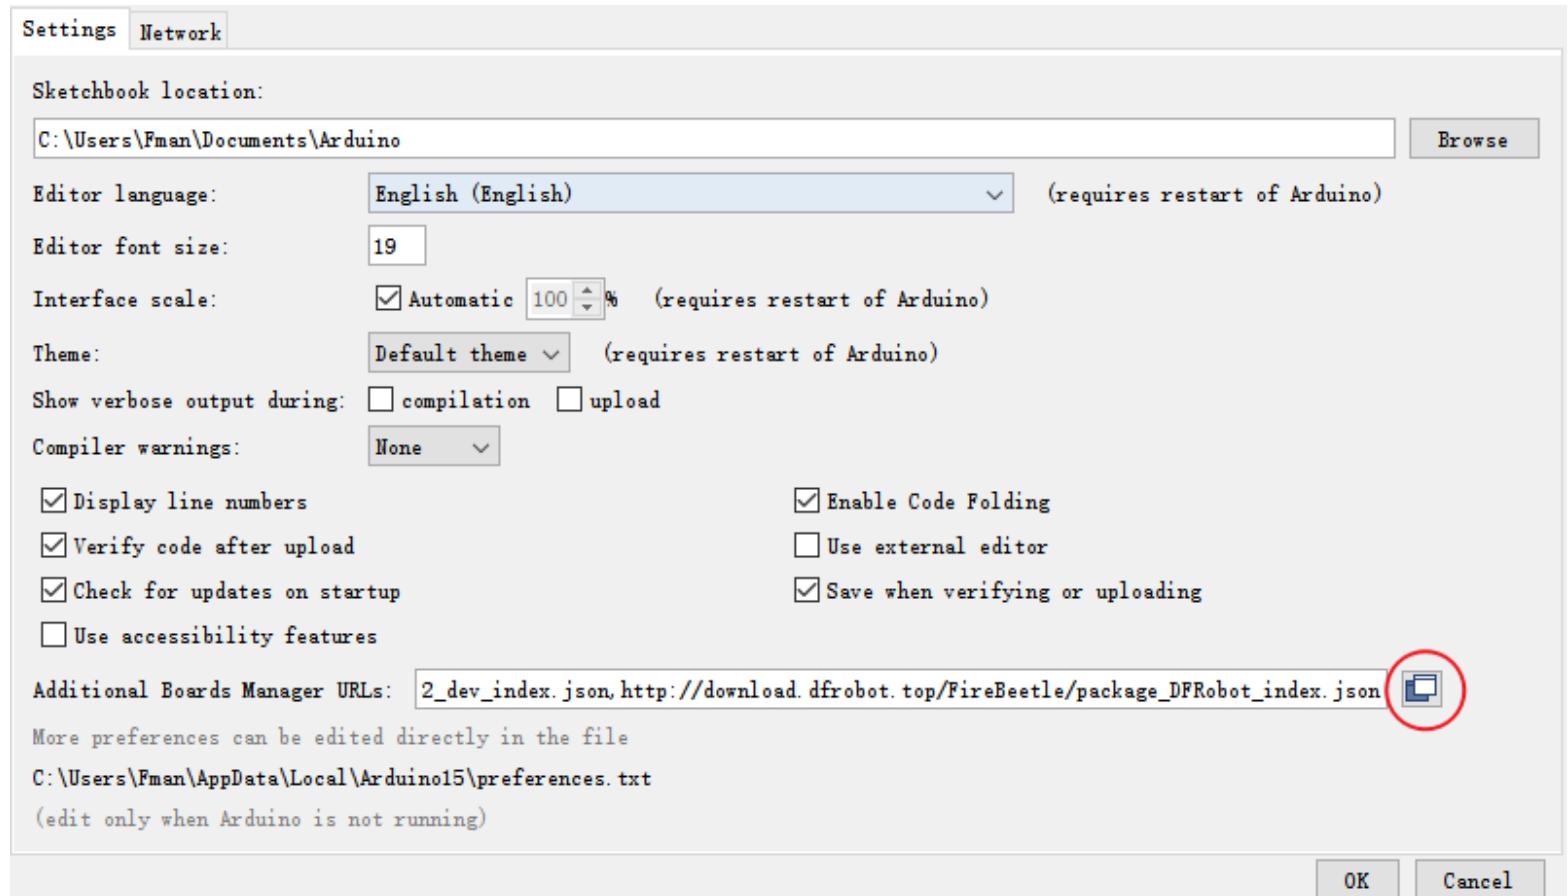 Settings Network
Sketchbook location:
C:\Users\Fman\Documents\Arduino Browse
Editor language: English (English) (requires restart of Arduino)
Editor font size: 19
Interface scale: Automatic 100 % (requires restart of Arduino)
Theme: Default theme (requires restart of Arduino)
Show verbose output during: compilation upload
Compiler warnings: None
Display line numbers Enable Code Folding
Verify code after upload Use external editor
Check for updates on startup Save when verifying or uploading
Use accessibility features
Additional Boards Manager URLs: 2_dev_index.json,http://download.dfrobot.top/FireBeetle/package_DFRobot_index.json
More preferences can be edited directly in the file
C:\Users\Fman\AppData\Local\Arduino15\preferences.txt
(edit only when Arduino is not running)
OK Cancel